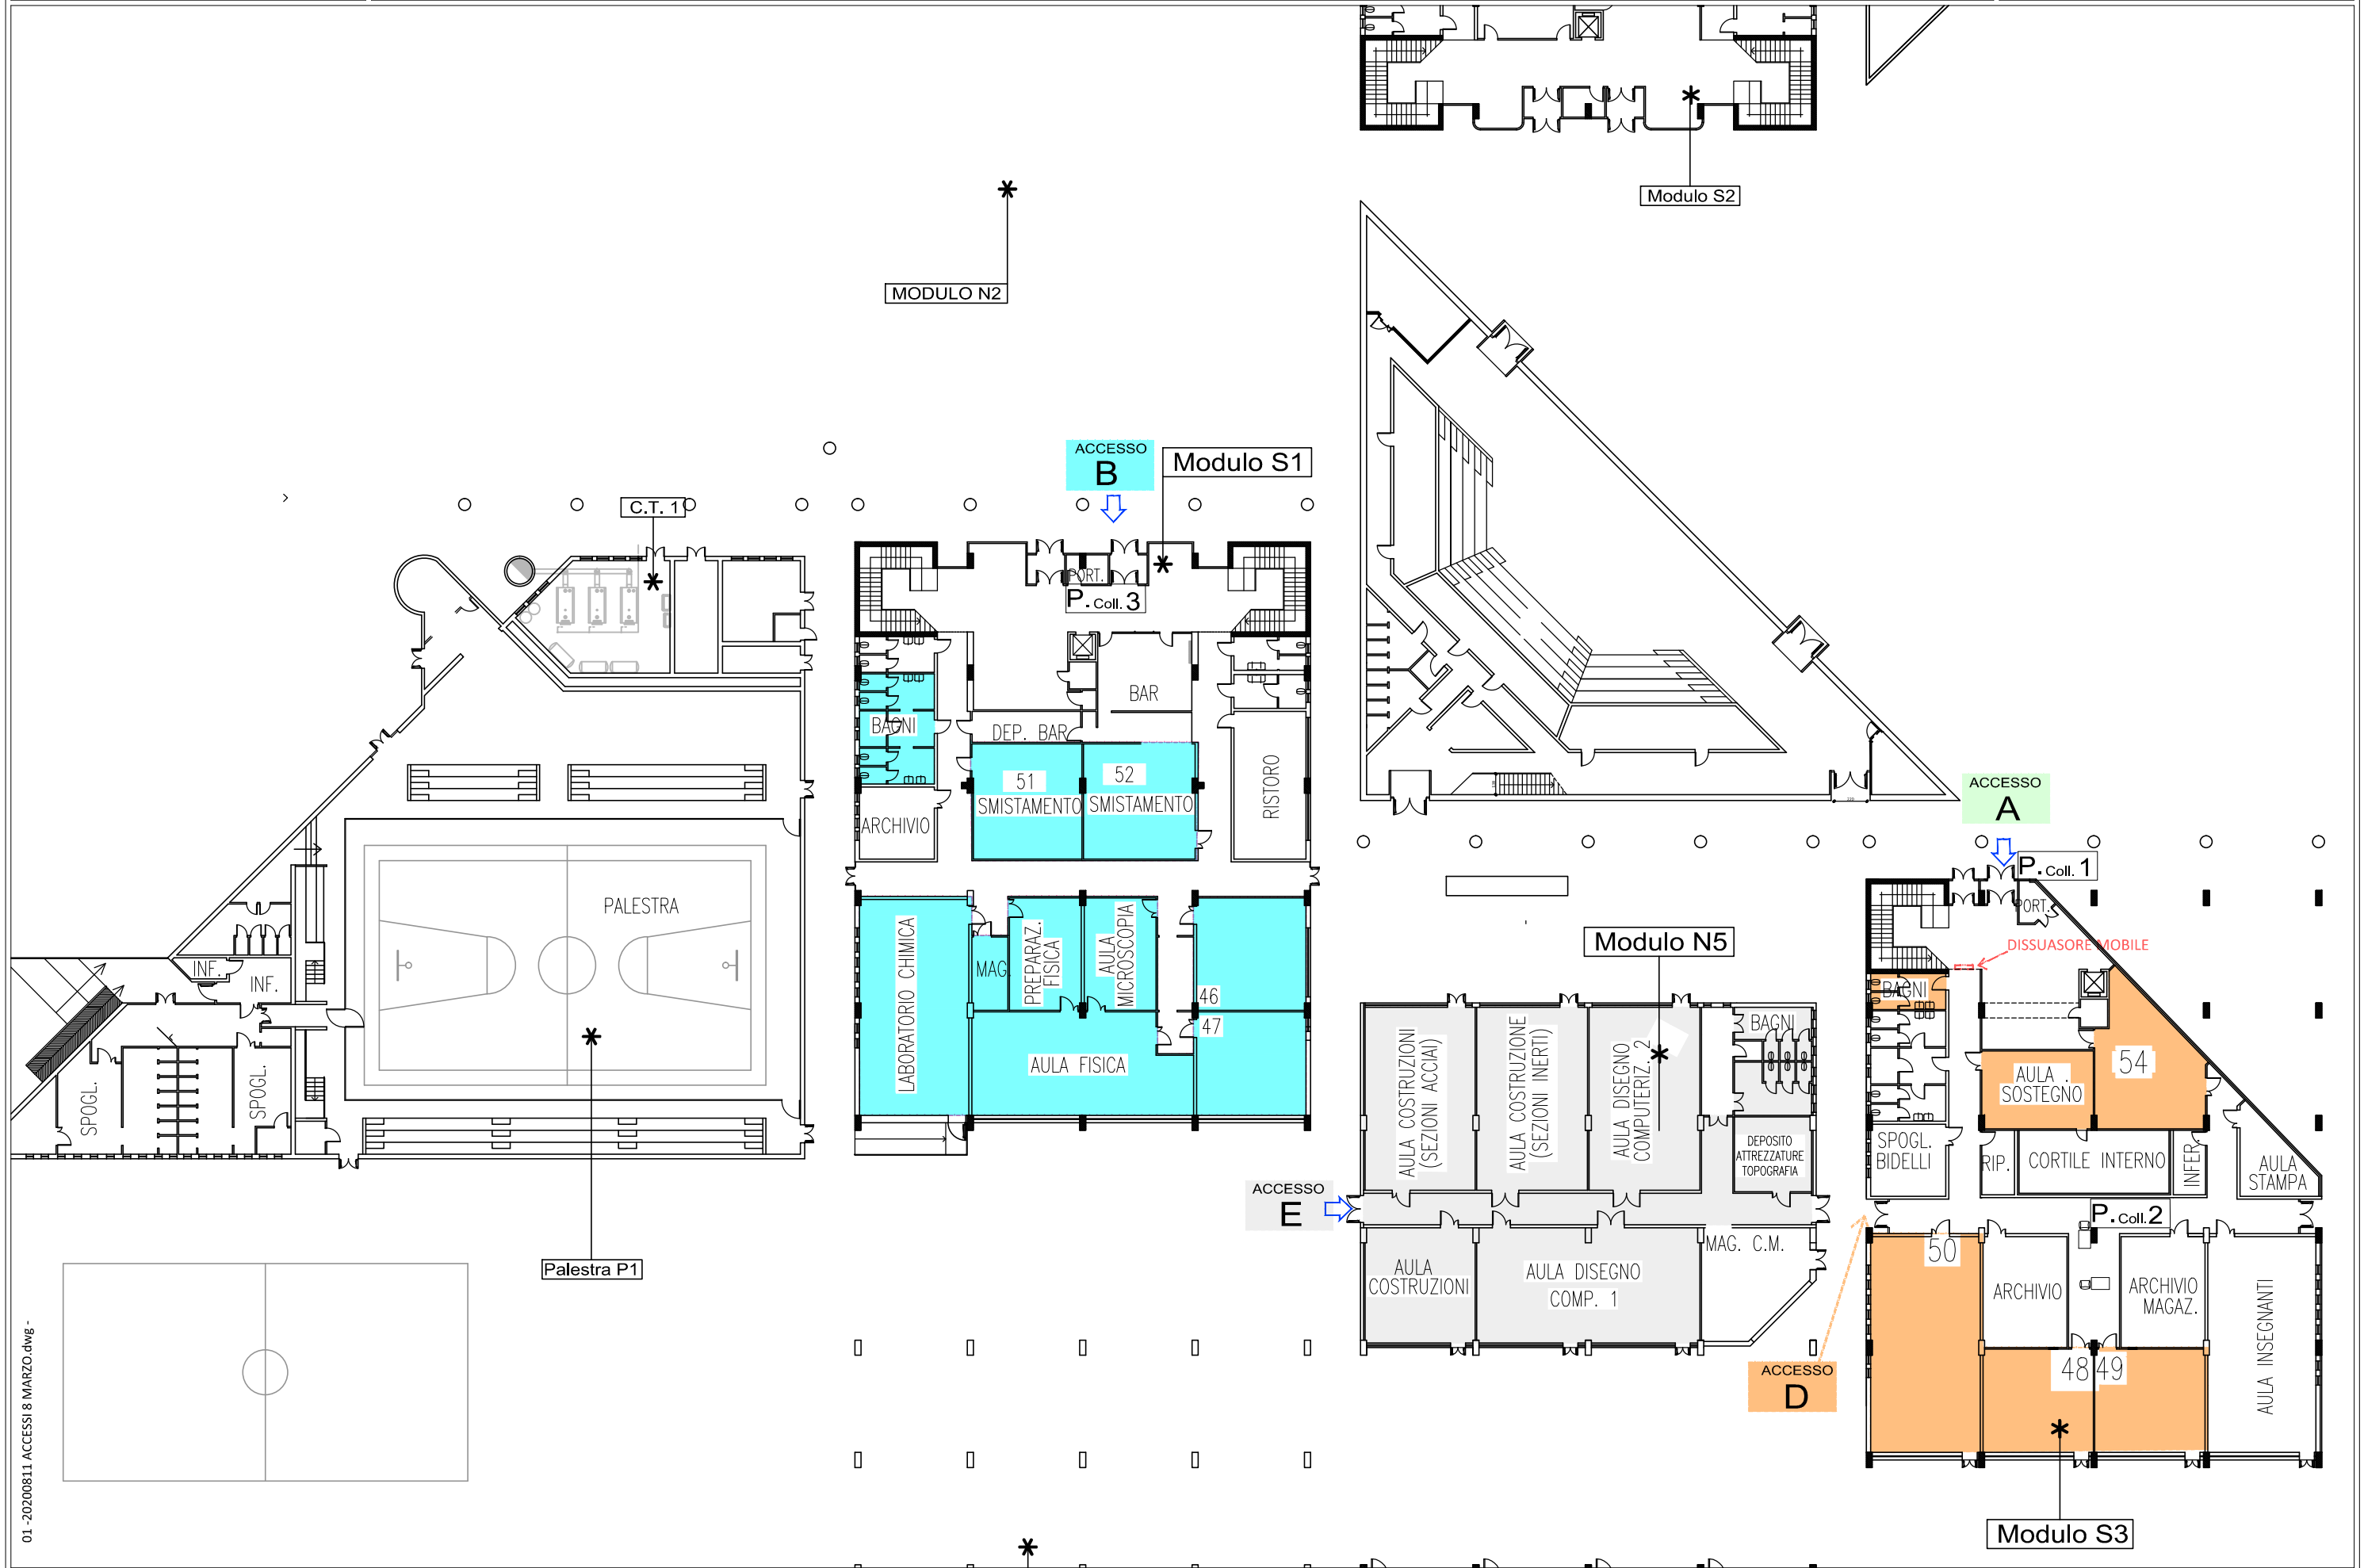 Modulo S2
MODULO N2
ACCESSO
B
Modulo S1
C.T. 1
PORT.
P. Coll. 3
BAR
BAGNI
DEP. BAR
51
SMISTAMENTO
52
SMISTAMENTO
RISTORO
ARCHIVIO
ACCESSO
A
P. Coll. 1
PORT.
DISSUASORE MOBILE
PALESTRA
INF.
INF.
SPOGL.
SPOGL.
LABORATORIO CHIMICA
MAG.
PREPARAZ.
FISICA
AULA
MICROSCOPIA
46
47
AULA FISICA
Modulo N5
AULA COSTRUZIONI
(SEZIONI ACCIAI)
AULA COSTRUZIONE
(SEZIONI INERTI)
AULA DISEGNO
COMPUTERIZ. 2
BAGNI
DEPOSITO
ATTREZZATURE
TOPOGRAFIA
BAGNI
54
AULA .
SOSTEGNO
SPOGL.
BIDELLI
RIP.
CORTILE INTERNO
INFER.
AULA
STAMPA
ACCESSO
E
P. Coll. 2
MAG. C.M.
AULA
COSTRUZIONI
AULA DISEGNO
COMP. 1
50
ARCHIVIO
ARCHIVIO
MAGAZ.
AULA INSEGNANTI
48
49
ACCESSO
D
Palestra P1
Modulo S3
01 -20200811 ACCESSI 8 MARZO.dwg -